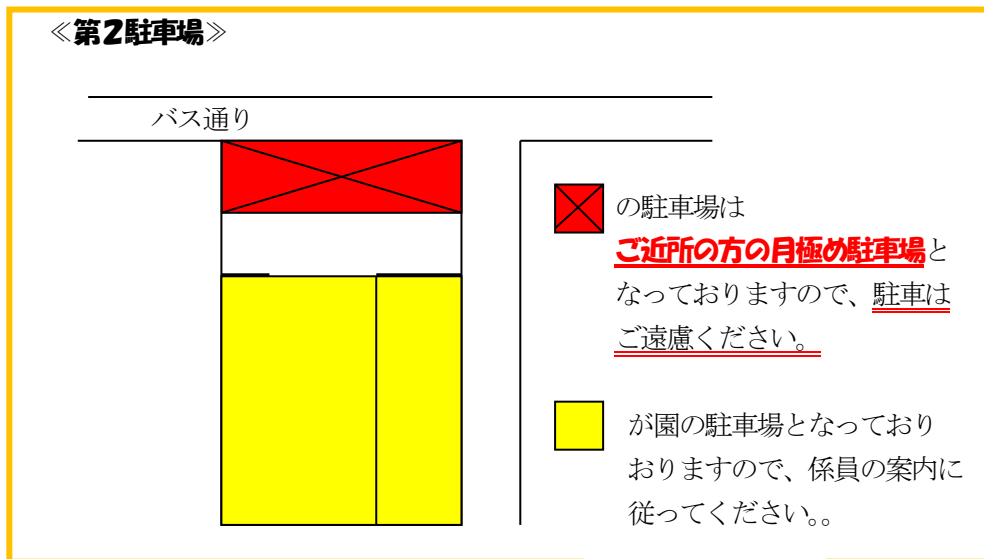 ≪第2駐車場≫
バス通り
の駐車場は
ご近所の方の月極め駐車場と
なっておりますので、駐車は
ご遠慮ください。
が園の駐車場となっており
おりますので、係員の案内に
従ってください。。